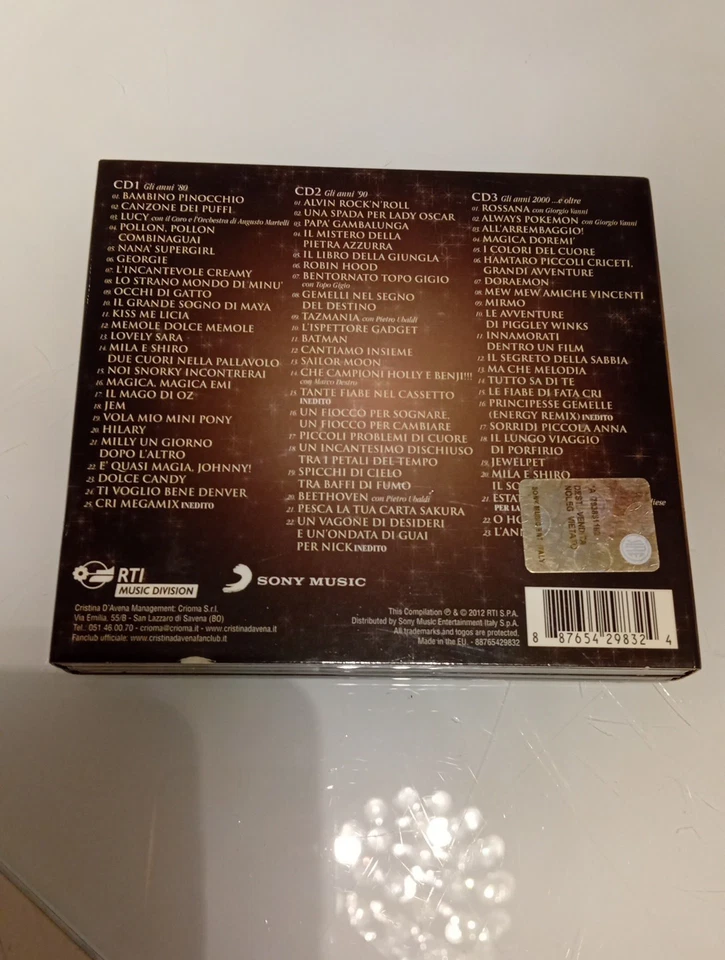 CD1 Gli anni '80
01. BAMBINO PINOCCHIO
02. CANZONE DEI PUFFI
03. LUCY con il Coro e l'Orchestra di Augusto Martelli
04. POLLON, POLLON
COMBINAGUAI
05. NANA' SUPERGIRL
06. GEORGIE
07. L'INCANTEVOLE CREAMY
08. LO STRANO MONDO DI MINU'
09. OCCHI DI GATTO
10. IL GRANDE SOGNO DI MAYA
11. KISS ME LICIA
12. MEMOLE DOLCE MEMOLE
13. LOVELY SARA
14. MILA E SHIRO
DUE CUORI NELLA PALLAVOLO
15. NOI SNORKY INCONTRERAI
16. MAGICA, MAGICA EMI
17. IL MAGO DI OZ
18. JEM
19. VOLA MIO MINI PONY
20. HILARY
21. MILLY UN GIORNO
DOPO L'ALTRO
22. E' QUASI MAGIA, JOHNNY!
23. DOLCE CANDY
24. TI VOGLIO BENE DENVER
25. CRI MEGAMIX INEDITO
CD2 Gli anni '90
01. ALVIN ROCK'N'ROLL
02. UNA SPADA PER LADY OSCAR
03. PAPA' GAMBALUNGA
04. IL MISTERO DELLA
PIETRA AZZURRA
05. IL LIBRO DELLA GIUNGLA
06. ROBIN HOOD
07. BENTORNATO TOPO GIGIO
con Topo Gigio
08. GEMELLI NEL SEGNO
DEL DESTINO
09. TAZMANIA con Pietro Ubaldi
10. L'ISPETTORE GADGET
11. BATMAN
12. CANTIAMO INSIEME
13. SAILOR MOON
14. CHE CAMPIONI HOLLY E BENJI!!!
con Marco Destro
15. TANTE FIABE NEL CASSETTO
INEDITO
16. UN FIOCCO PER SOGNARE,
UN FIOCCO PER CAMBIARE
17. PICCOLI PROBLEMI DI CUORE
18. UN INCANTESIMO DISCHIUSO
TRA I PETALI DEL TEMPO
19. SPICCHI DI CIELO
TRA BAFFI DI FUMO
20. BEETHOVEN con Pietro Ubaldi
21. PESCA LA TUA CARTA SAKURA
22. UN VAGONE DI DESIDERI
E UN'ONDATA DI GUAI
PER NICK INEDITO
CD3 Gli anni 2000 ...e oltre
01. ROSSANA con Giorgio Vanni
02. ALWAYS POKEMON con Giorgio Vanni
03. ALL'ARREMBAGGIO!
04. MAGICA DOREMI'
05. I COLORI DEL CUORE
06. HAMTARO PICCOLI CRICETI,
GRANDI AVVENTURE
07. DORAEMON
08. MEW MEW AMICHE VINCENTI
09. MIRMO
10. LE AVVENTURE
DI PIGGLEY WINKS
11. INNAMORATI
DENTRO UN FILM
12. IL SEGRETO DELLA SABBIA
13. MA CHE MELODIA
14. TUTTO SA DI TE
15. LE FIABE DI FATA CRI
16. PRINCIPESSE GEMELLE
(ENERGY REMIX) INEDITO
17. SORRIDI PICCOLA ANNA
18. IL LUNGO VIAGGIO
DI PORFIRIO
19. JEWELPET
20. MILA E SHIRO
IL
21.
PER
22. O
23.
RTI
MUSIC DIVISION
SONY MUSIC
Cristina D'Avena Management: Crioma S.r.l.
Via Emilia, 55/B - San Lazzaro di Savena (BO)
Tel.: 051 46 00.70 - crioma@crioma.it - www.cristinadavena.it
Fanclub ufficiale: www.cristinadavenafanclub.it
This Compilation ℗ & © 2012 RTI S.P.A.
Distributed by Sony Music Entertainment Italy S.p.A.
All trademarks and logos are protected.
Made in the EU - 88765429832
8 87654 29832 4